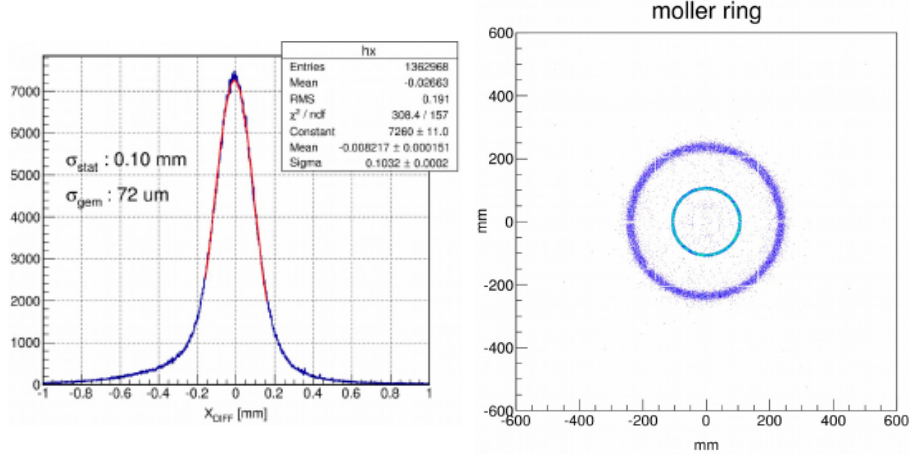 hx
Entries 1362968
Mean -0.02663
RMS 0.191
χ² / ndf 308.4 / 157
Constant 7260 ± 11.0
Mean -0.008217 ± 0.000151
Sigma 0.1032 ± 0.0002
σstat : 0.10 mm
σgem : 72 um
7000
6000
5000
4000
3000
2000
1000
0
-1 -0.8 -0.6 -0.4 -0.2 0 0.2 0.4 0.6 0.8 1
XDIFF [mm]
moller ring
600
400
200
0
-200
-400
-600
mm
-600 -400 -200 0 200 400 600
mm